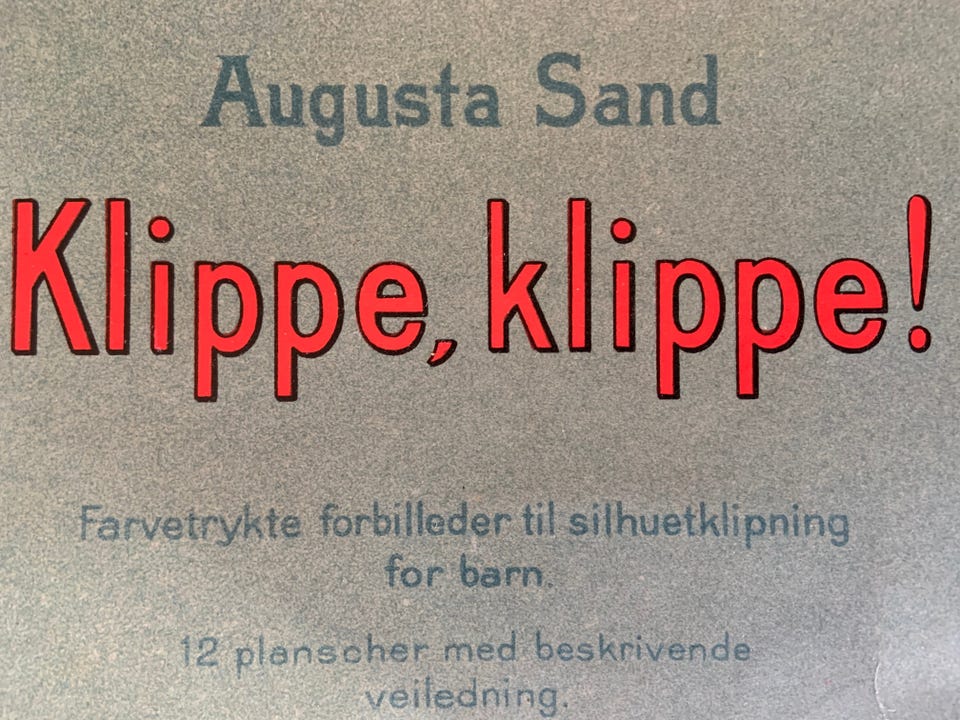 Augusta Sand
Klippe, klippe!
Farvetrykte forbilleder til silhuetklipning
for barn.
12 planscher med beskrivende
veiledning.